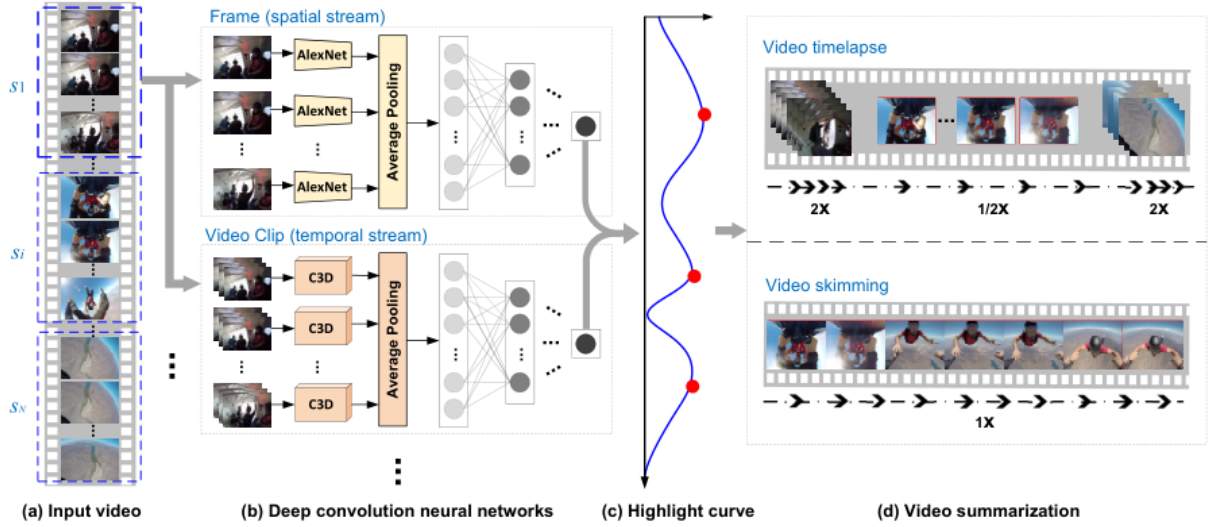 S1
Si
SN
Frame (spatial stream)
AlexNet
AlexNet
AlexNet
Average Pooling
Video Clip (temporal stream)
C3D
C3D
C3D
Average Pooling
Video timelapse
2X
1/2X
2X
Video skimming
1X
(a) Input video
(b) Deep convolution neural networks
(c) Highlight curve
(d) Video summarization